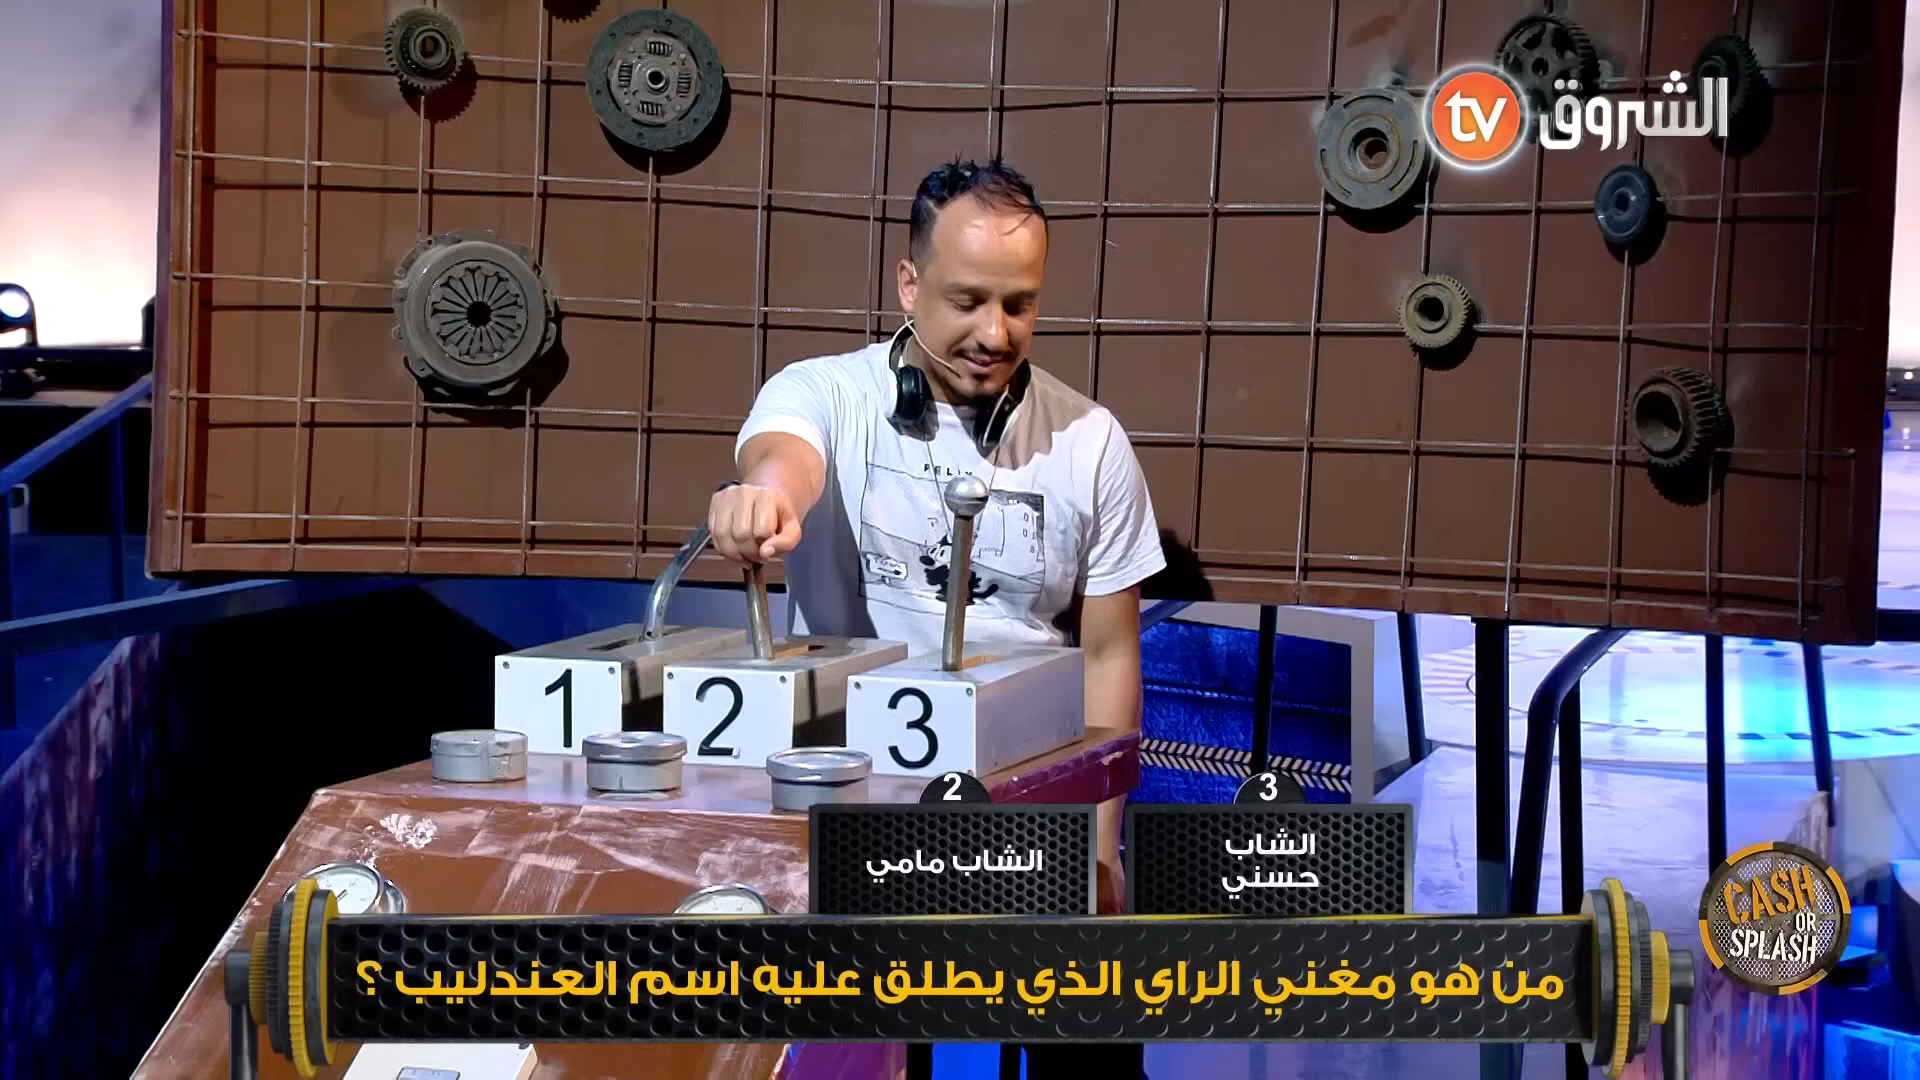 الشروق tv
FELIX
1
2
3
2
3
الشاب مامي
الشاب
حسني
CASH
OR
SPLASH
من هو مغني الراي الذي يطلق عليه اسم العندليب ؟